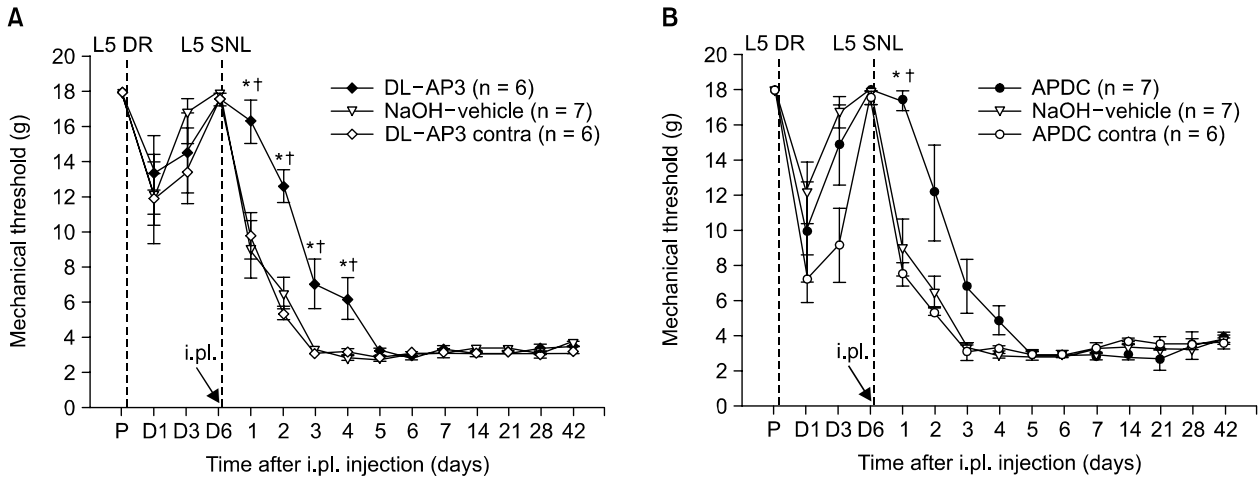 A
L5 DR
L5 SNL
20
18
16
14
12
10
8
6
4
2
0
Mechanical threshold (g)
*†
*†
*†
*†
DL−AP3 (n = 6)
NaOH−vehicle (n = 7)
DL−AP3 contra (n = 6)
i.pl.
P D1 D3 D6 1 2 3 4 5 6 7 14 21 28 42
Time after i.pl. injection (days)
B
L5 DR
L5 SNL
20
18
16
14
12
10
8
6
4
2
0
Mechanical threshold (g)
*†
APDC (n = 7)
NaOH−vehicle (n = 7)
APDC contra (n = 6)
i.pl.
P D1 D3 D6 1 2 3 4 5 6 7 14 21 28 42
Time after i.pl. injection (days)